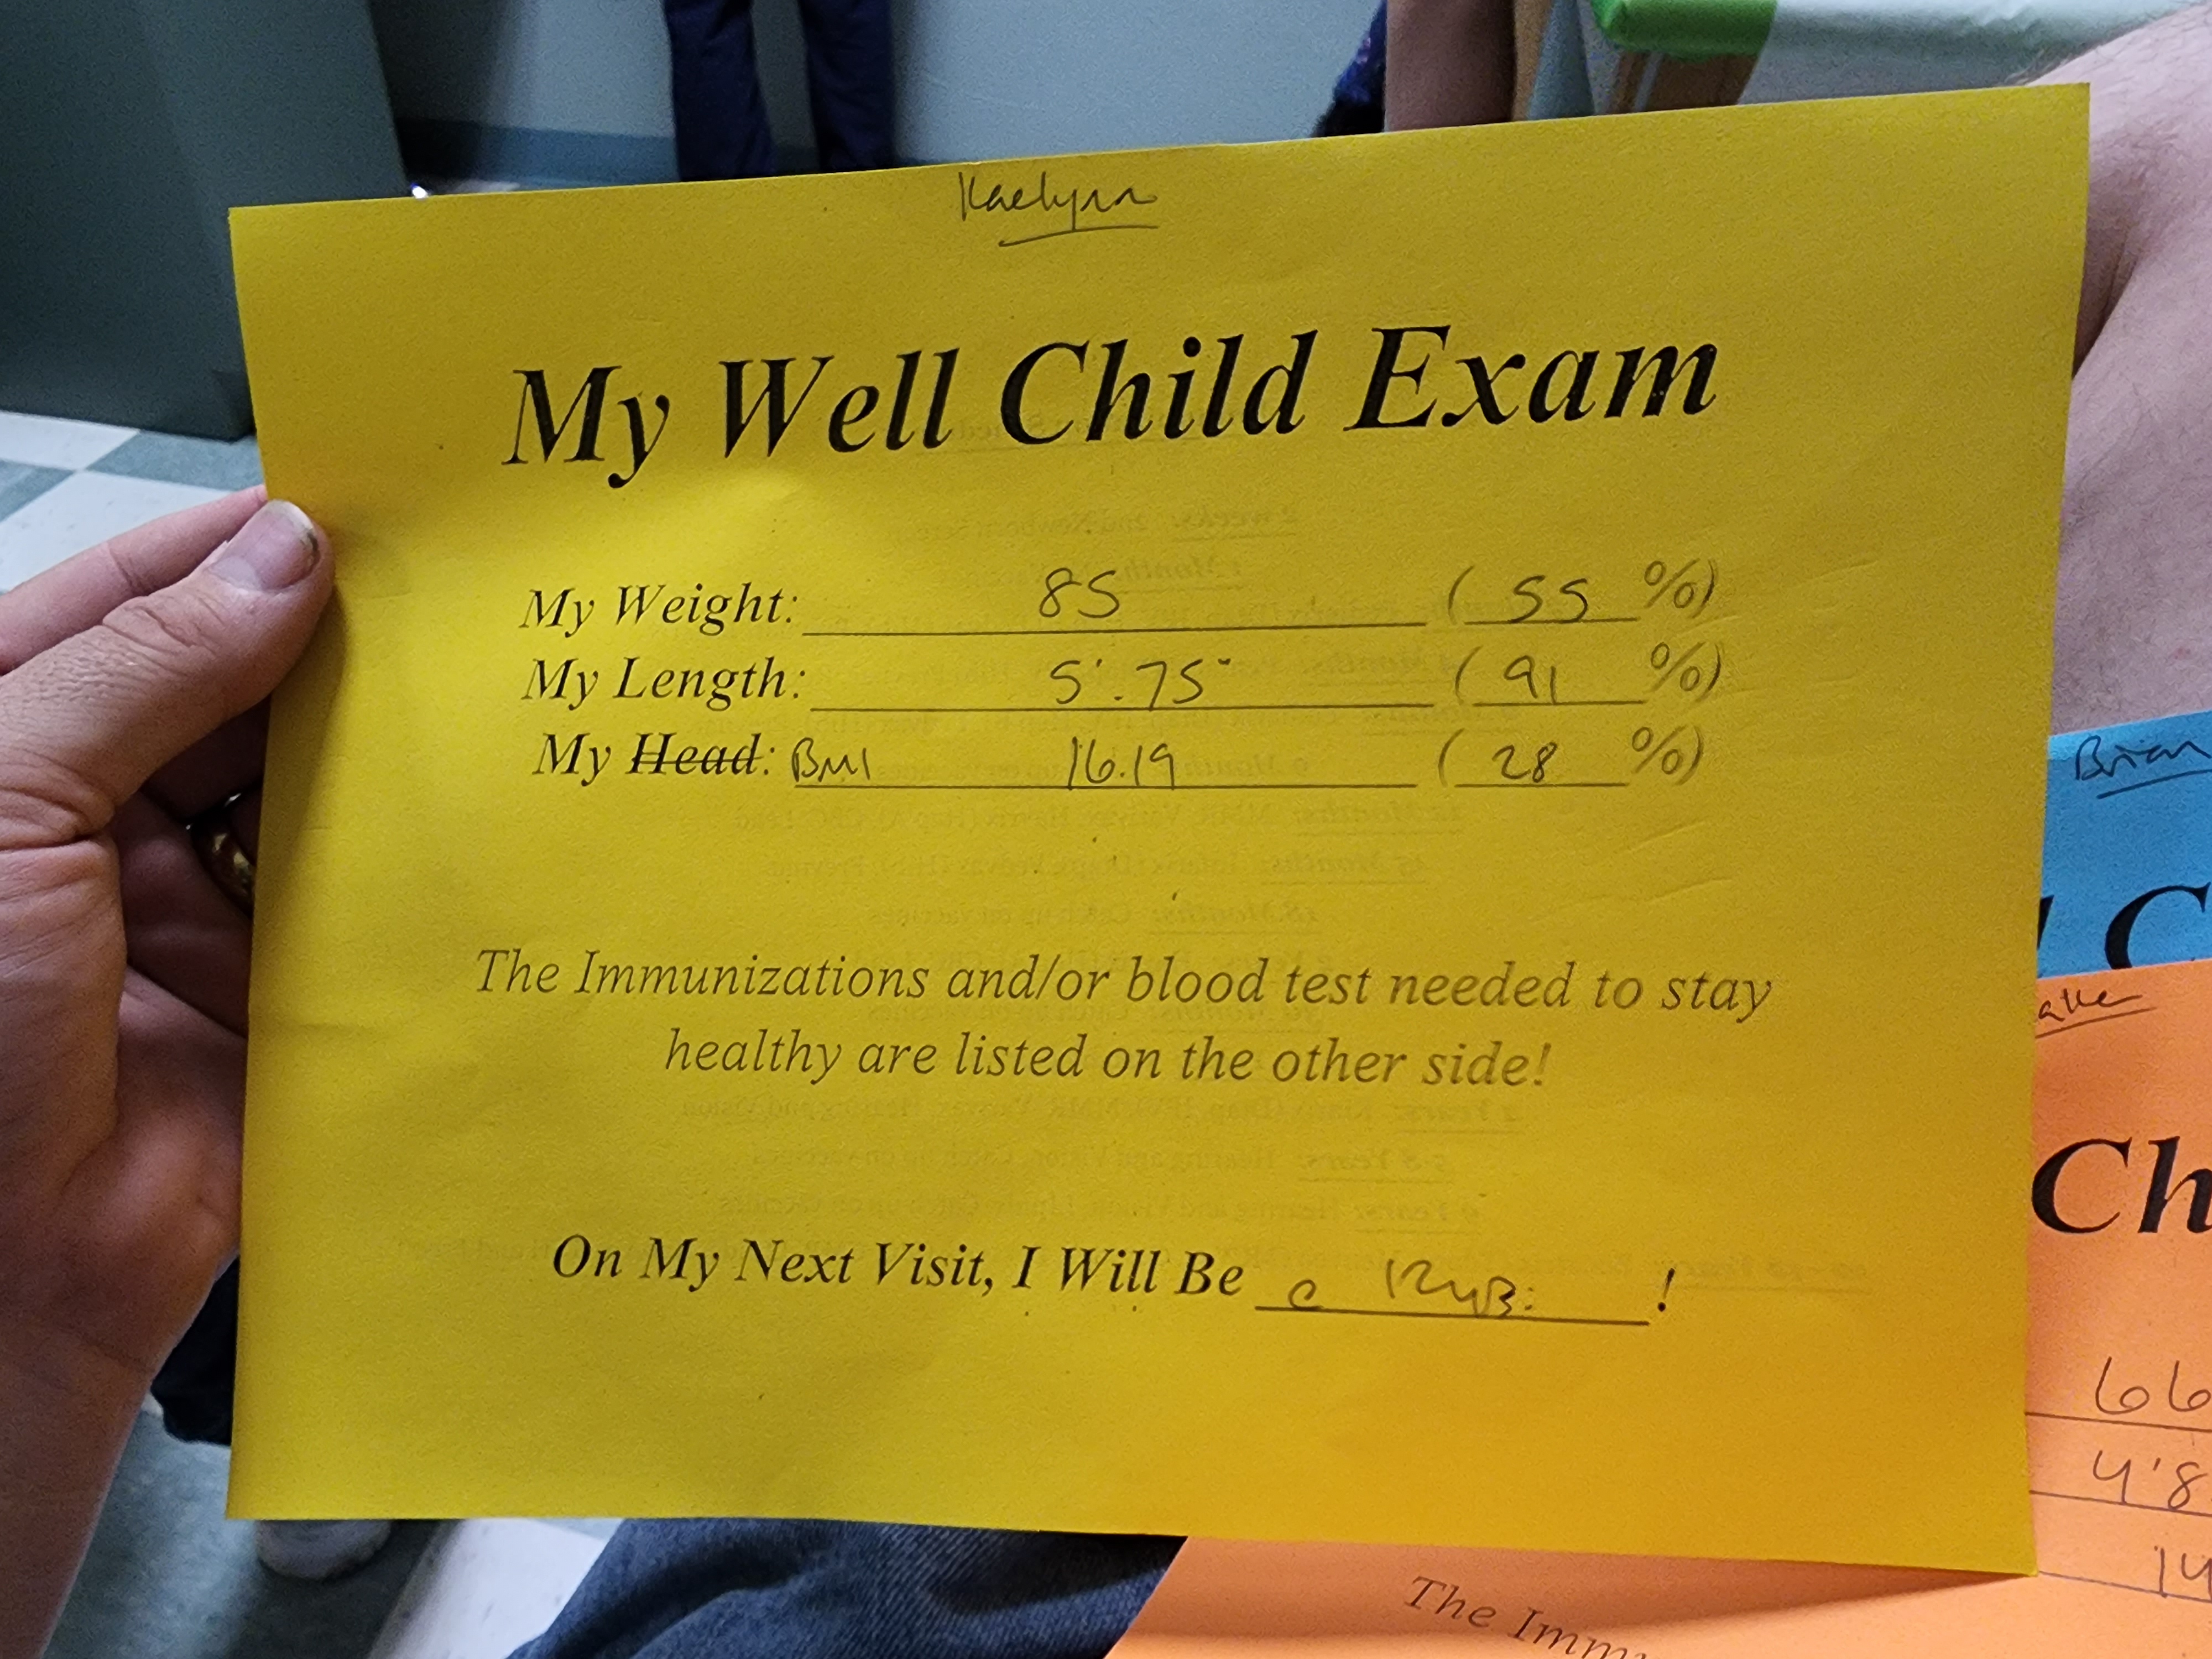 Kaelynn
My Well Child Exam
My Weight: 85 (55 %)
My Length: 5' .75" (91 %)
My Head: BMI 16.19 (28 %)
The Immunizations and/or blood test needed to stay
healthy are listed on the other side!
On My Next Visit, I Will Be !
Brian
C
Ch
66
4'8
14
The Imm